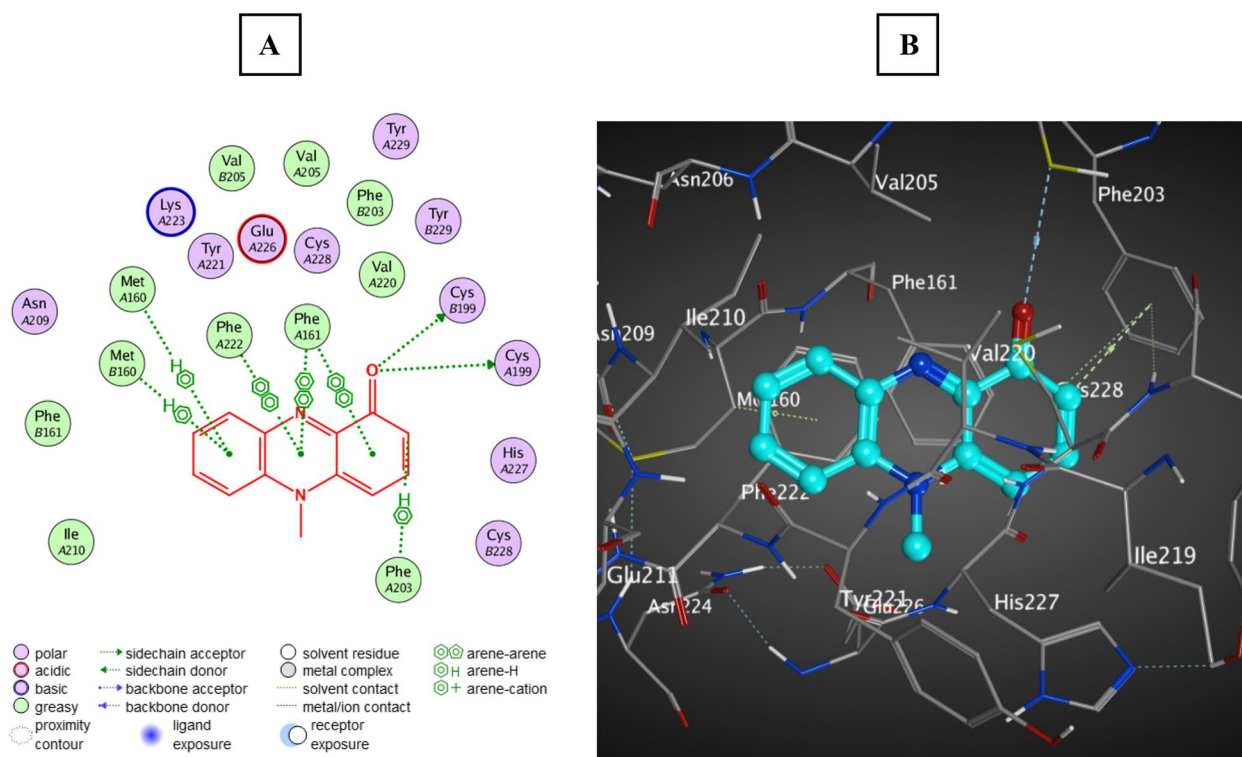 A
B
Tyr
A229
Val
B205
Val
A205
Phe
B203
Lys
A223
Tyr
B229
Glu
A226
Tyr
A221
Cys
A228
Val
A220
Met
A160
Cys
B199
Asn
A209
Phe
A222
Phe
A161
Met
B160
Cys
A199
H
H
O
N
N
H
Phe
B161
His
A227
Ile
A210
Cys
B228
Phe
A203
polar
acidic
basic
greasy
proximity
contour
sidechain acceptor
sidechain donor
backbone acceptor
backbone donor
ligand
exposure
solvent residue
metal complex
solvent contact
metal/ion contact
receptor
exposure
arene-arene
H arene-H
+ arene-cation
Asn206
Val205
Phe203
Phe161
Ile210
Val220
Phe222
Glu211
Tyr221
His227
Ile219